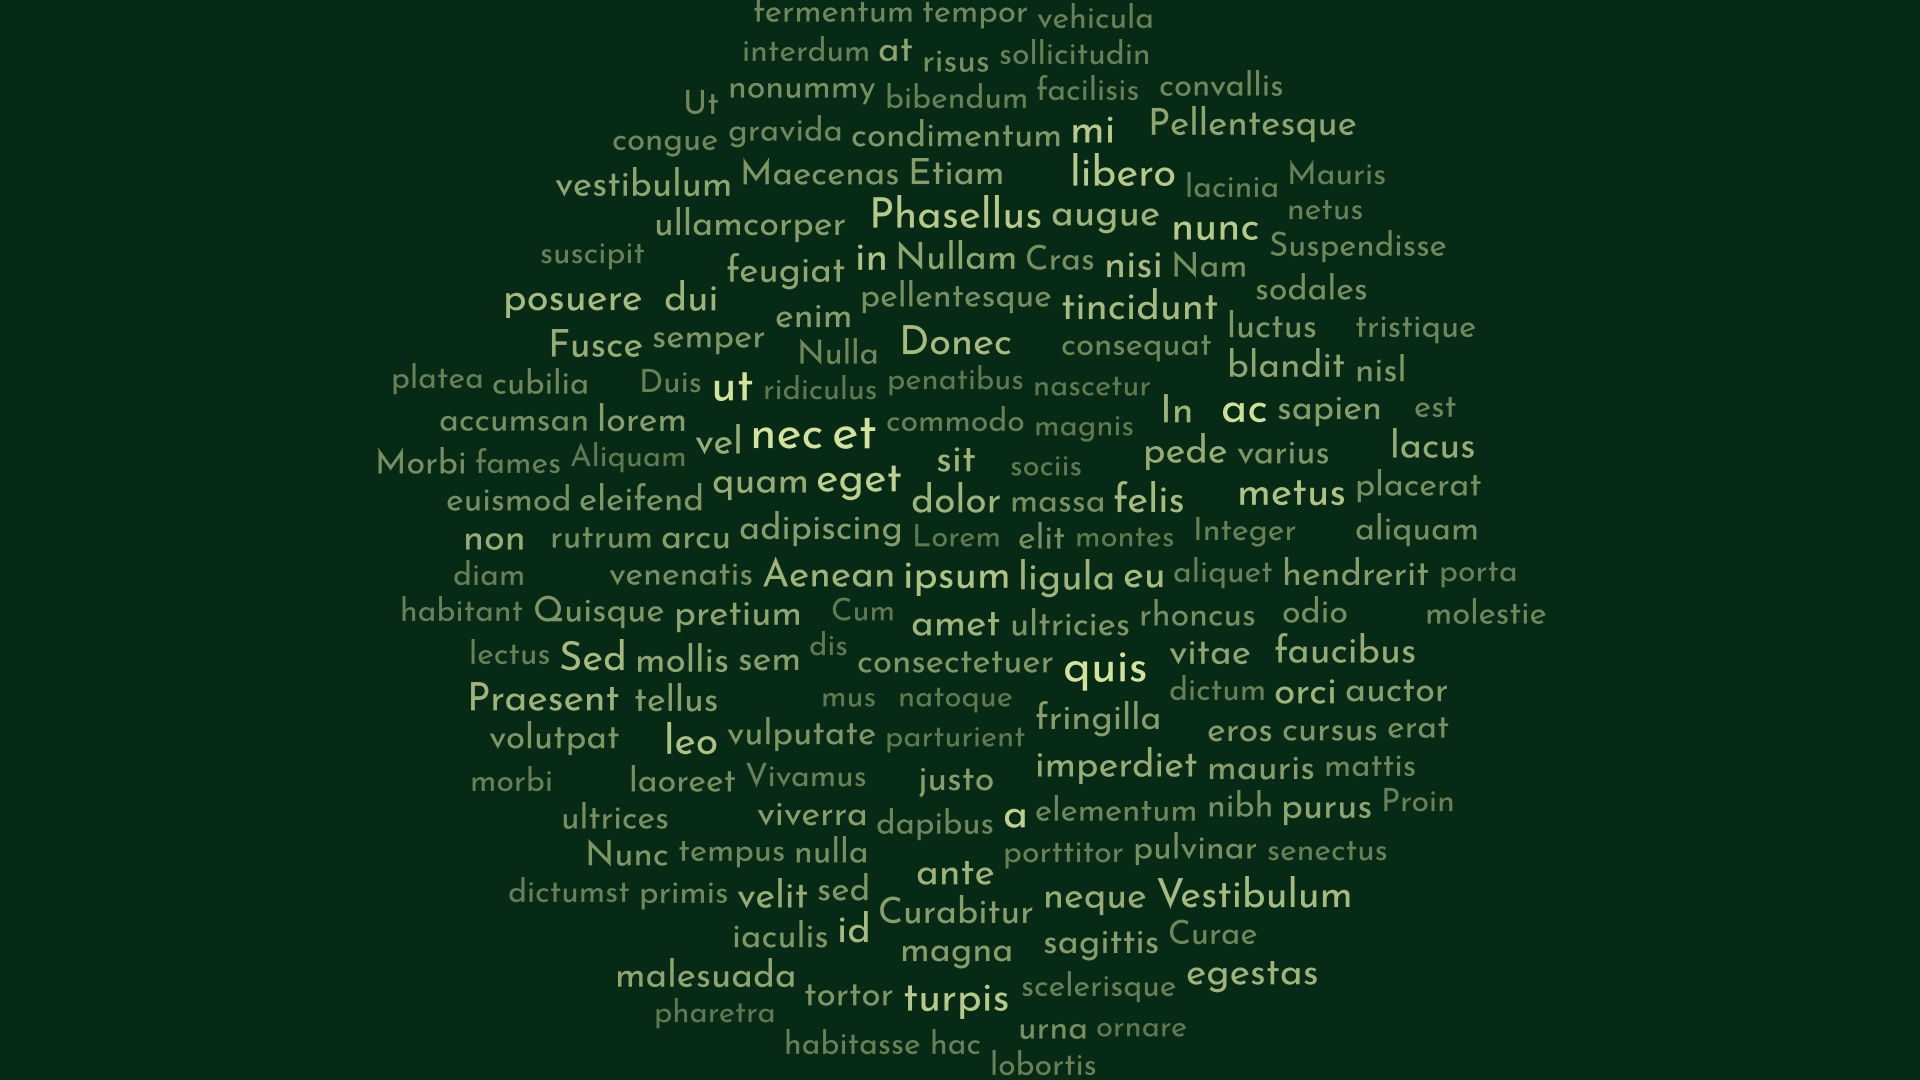 fermentum tempor vehicula
interdum at risus sollicitudin
Ut nonummy bibendum facilisis convallis
congue gravida condimentum mi Pellentesque
vestibulum Maecenas Etiam libero lacinia Mauris
ullamcorper Phasellus augue nunc netus
suscipit feugiat in Nullam Cras nisi Nam Suspendisse
posuere dui enim pellentesque tincidunt sodales
Fusce semper Nulla Donec consequat luctus tristique
platea cubilia Duis ut ridiculus penatibus nascetur blandit nisl
accumsan lorem vel nec et commodo magnis In ac sapien est
Morbi fames Aliquam quam eget sit sociis pede varius lacus
euismod eleifend dolor massa felis metus placerat
non rutrum arcu adipiscing Lorem elit montes Integer aliquam
diam venenatis Aenean ipsum ligula eu aliquet hendrerit porta
habitant Quisque pretium Cum amet ultricies rhoncus odio molestie
lectus Sed mollis sem dis consectetuer quis vitae faucibus
Praesent tellus mus natoque fringilla dictum orci auctor
volutpat leo vulputate parturient eros cursus erat
morbi laoreet Vivamus justo imperdiet mauris mattis
ultrices viverra dapibus a elementum nibh purus Proin
Nunc tempus nulla ante porttitor pulvinar senectus
dictumst primis velit sed Curabitur neque Vestibulum
iaculis id magna sagittis Curae
malesuada tortor turpis scelerisque egestas
pharetra urna ornare
habitasse hac
lobortis